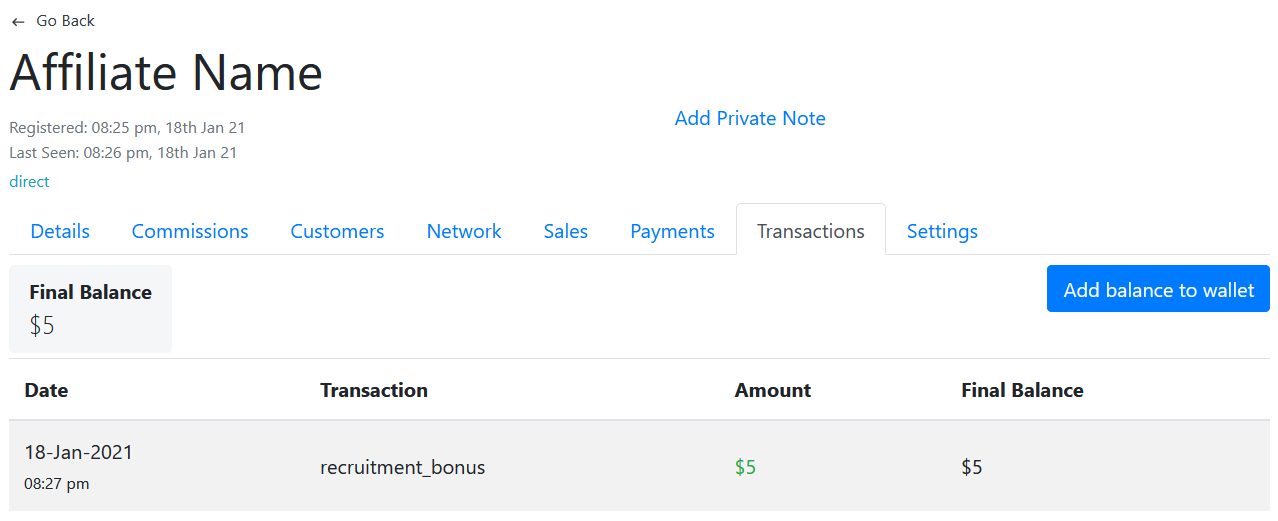 ← Go Back
Affiliate Name
Registered: 08:25 pm, 18th Jan 21
Last Seen: 08:26 pm, 18th Jan 21
direct
Add Private Note
Details Commissions Customers Network Sales Payments Transactions Settings
Final Balance
$5
Add balance to wallet
Date Transaction Amount Final Balance
18-Jan-2021
08:27 pm
recruitment_bonus $5 $5